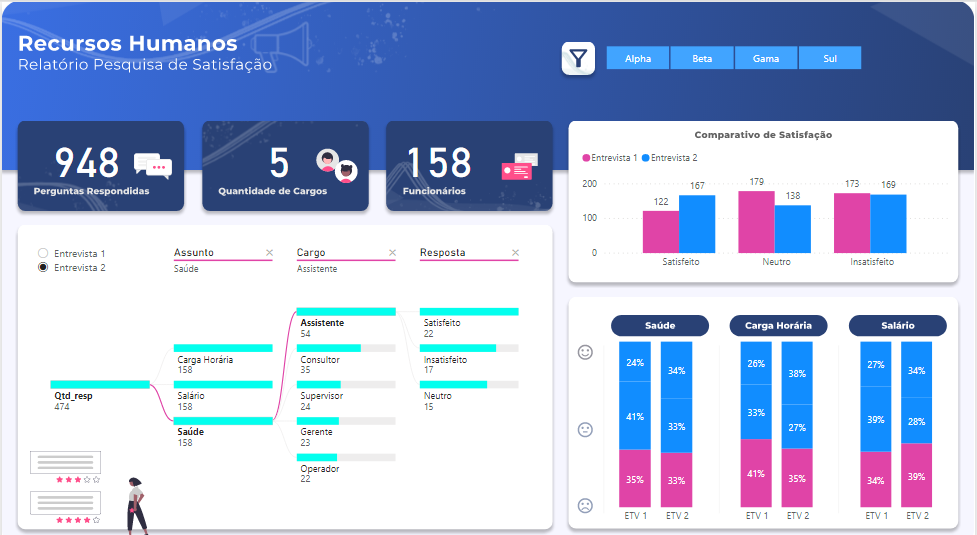 Recursos Humanos
Relatório Pesquisa de Satisfação
Alpha Beta Gama Sul
948
Perguntas Respondidas
5
Quantidade de Cargos
158
Funcionários
Comparativo de Satisfação
Entrevista 1 Entrevista 2
200
100
0
122 167 179 138 173 169
Satisfeito Neutro Insatisfeito
Entrevista 1
Entrevista 2
Assunto
Saúde
Cargo
Assistente
Resposta
Qtd_resp
474
Carga Horária
158
Salário
158
Saúde
158
Assistente
54
Consultor
35
Supervisor
24
Gerente
23
Operador
22
Satisfeito
22
Insatisfeito
17
Neutro
15
Saúde
24% 34%
41% 33%
35% 33%
ETV 1 ETV 2
Carga Horária
26% 38%
33% 27%
41% 35%
ETV 1 ETV 2
Salário
27% 34%
39% 28%
34% 39%
ETV 1 ETV 2